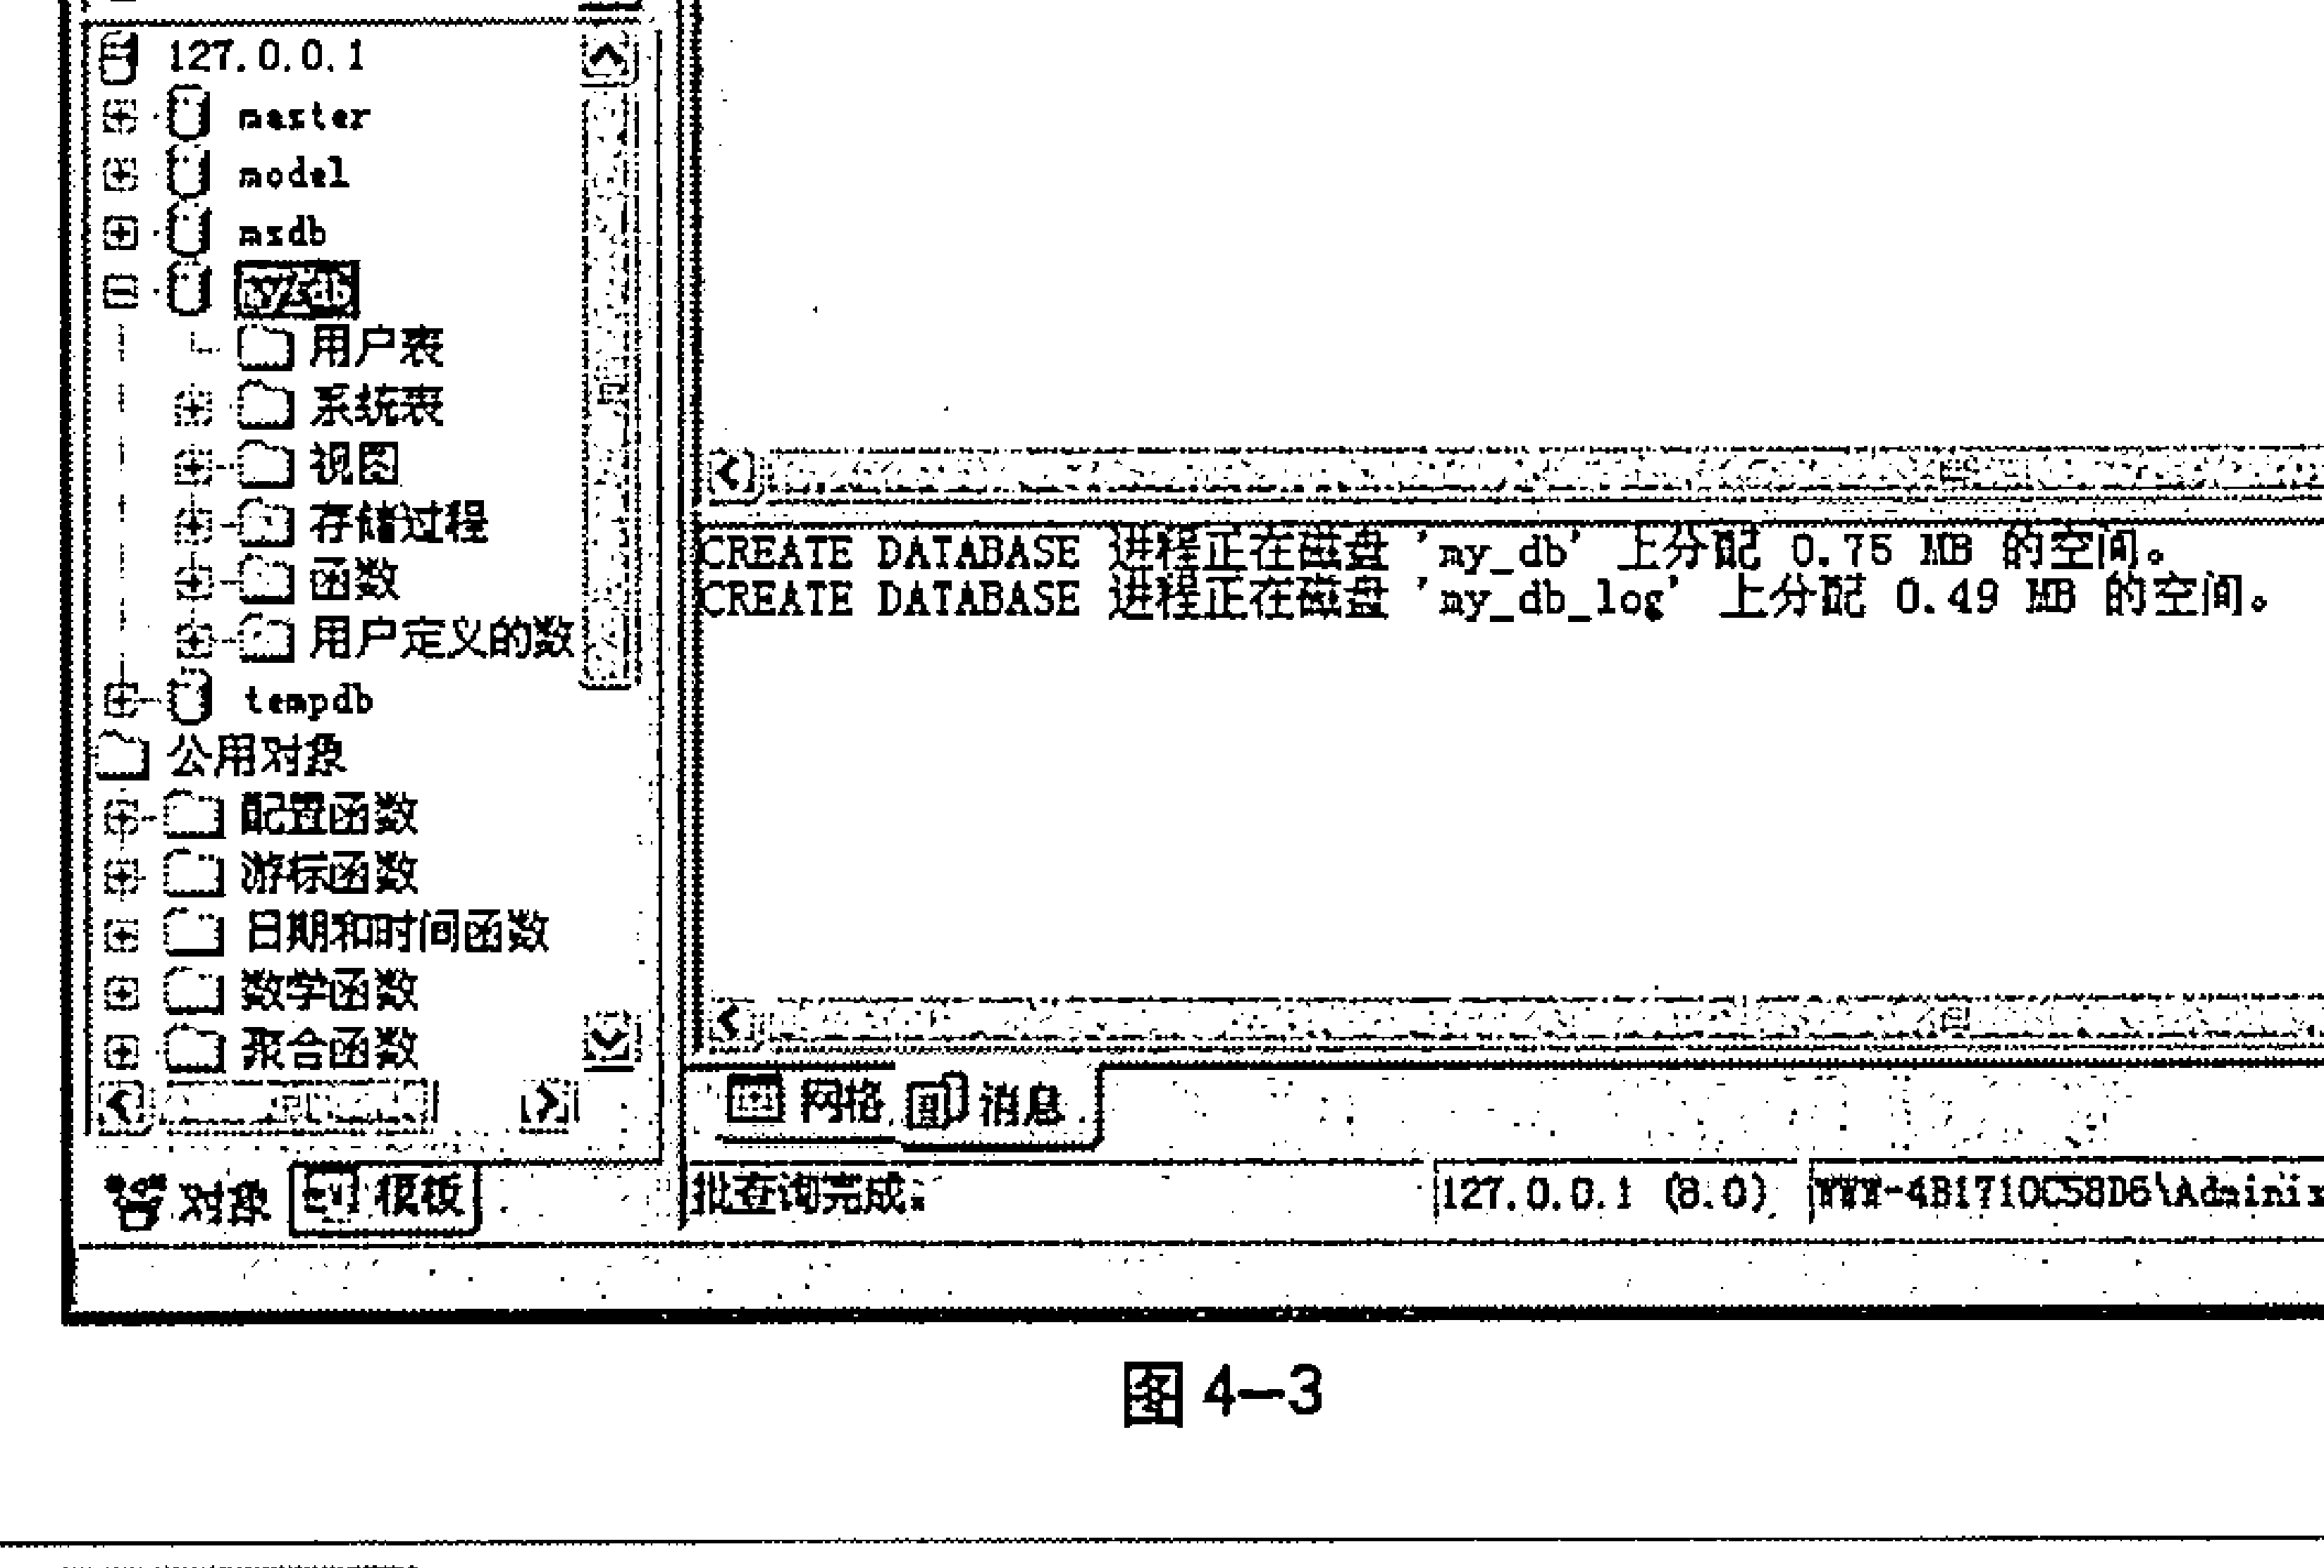 127.0.0.1
master
model
msdb
my_db
用户表
系统表
视图
存储过程
函数
用户定义的数
tempdb
公用对象
配置函数
游标函数
日期和时间函数
数学函数
聚合函数
对象 模板
CREATE DATABASE 进程正在磁盘 'my_db' 上分配 0.75 MB 的空间。
CREATE DATABASE 进程正在磁盘 'my_db_log' 上分配 0.49 MB 的空间。
网格 消息
批查询完成。 127.0.0.1 (8.0) WWW-4B1710C58D6\Adminis
图 4-3